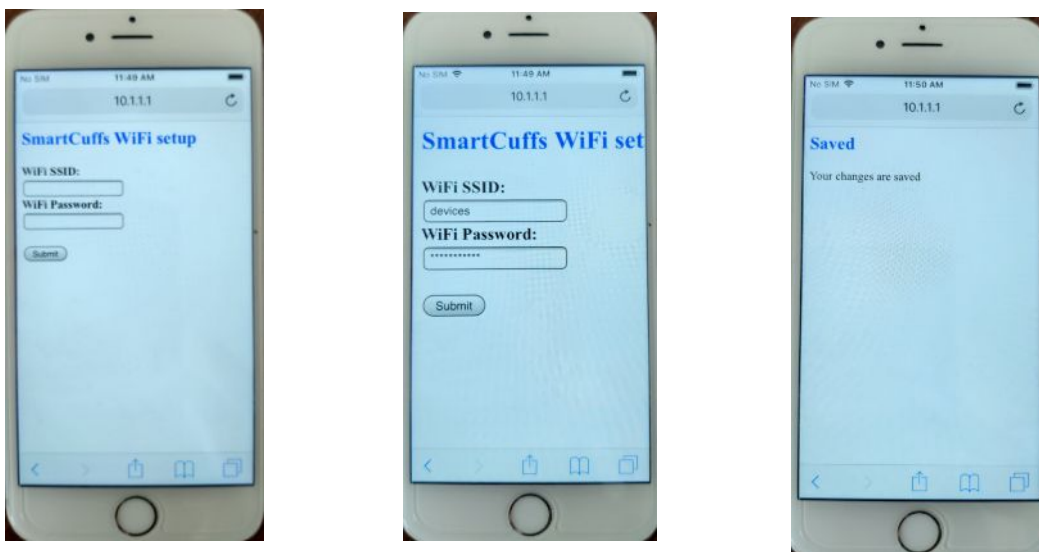 No SIM 11:49 AM
10.1.1.1
SmartCuffs WiFi setup
WiFi SSID:
WiFi Password:
Submit
No SIM 11:49 AM
10.1.1.1
SmartCuffs WiFi set
WiFi SSID:
devices
WiFi Password:
***********
Submit
No SIM 11:50 AM
10.1.1.1
Saved
Your changes are saved